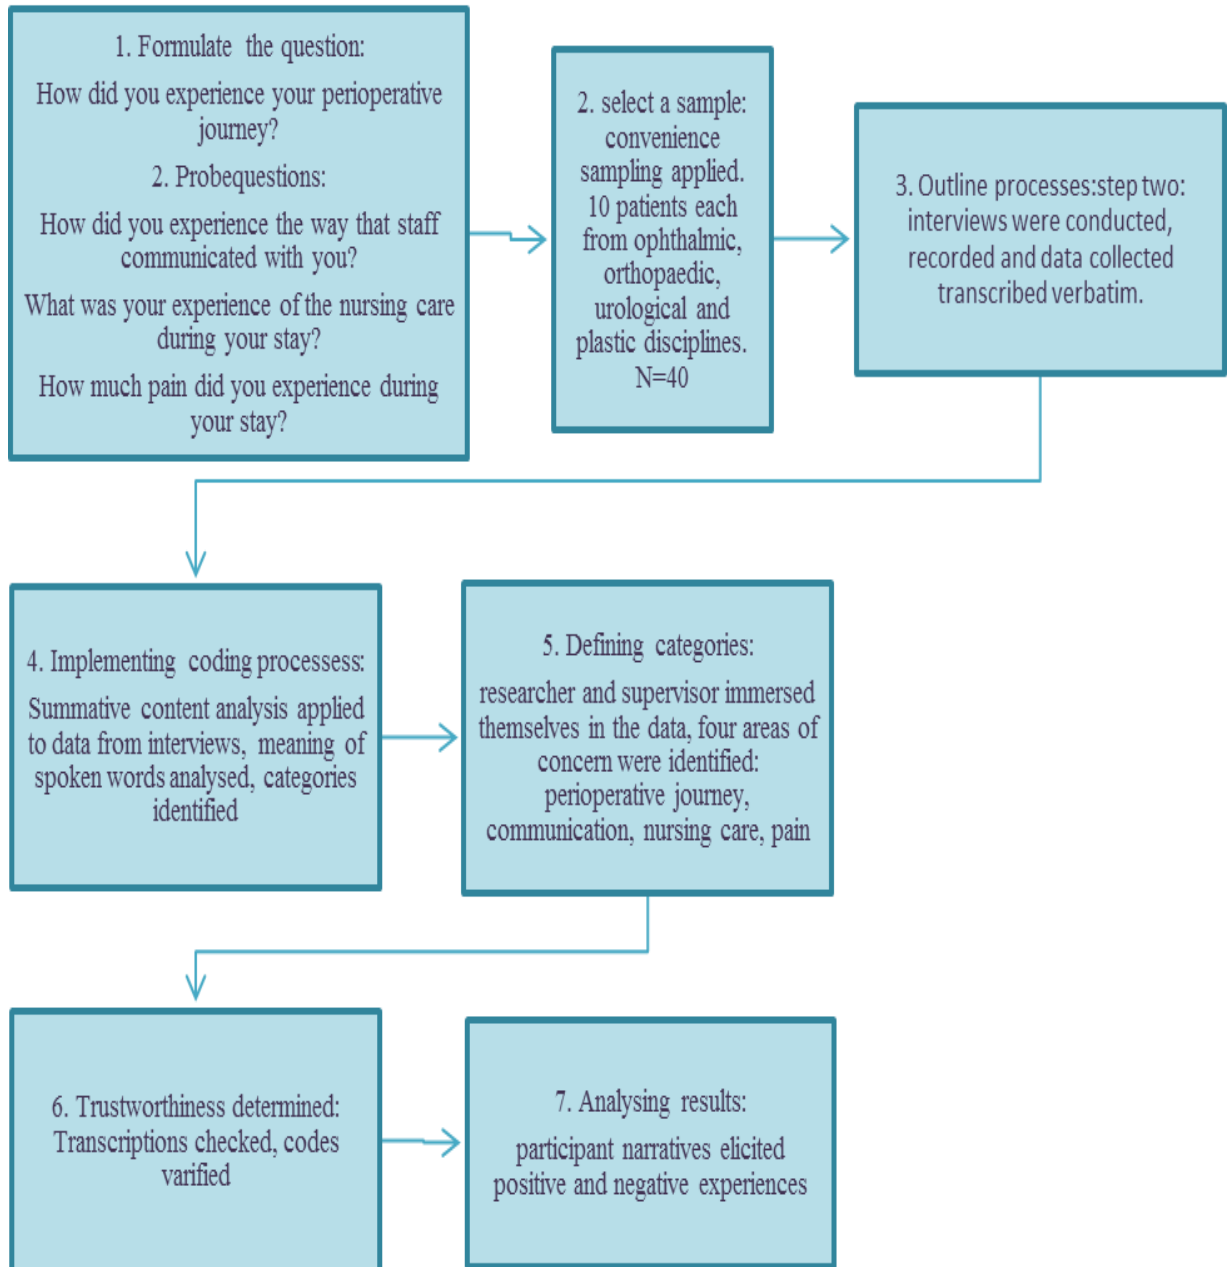 1. Formulate the question:
How did you experience your perioperative
journey?
2. Probequestions:
How did you experience the way that staff
communicated with you?
What was your experience of the nursing care
during your stay?
How much pain did you experience during
your stay?
2. select a sample:
convenience
sampling applied.
10 patients each
from ophthalmic,
orthopaedic,
urological and
plastic disciplines.
N=40
3. Outline processes:step two:
interviews were conducted,
recorded and data collected
transcribed verbatim.
4. Implementing coding processess:
Summative content analysis applied
to data from interviews, meaning of
spoken words analysed, categories
identified
5. Defining categories:
researcher and supervisor immersed
themselves in the data, four areas of
concern were identified:
perioperative journey,
communication, nursing care, pain
6. Trustworthiness determined:
Transcriptions checked, codes
varified
7. Analysing results:
participant narratives elicited
positive and negative experiences